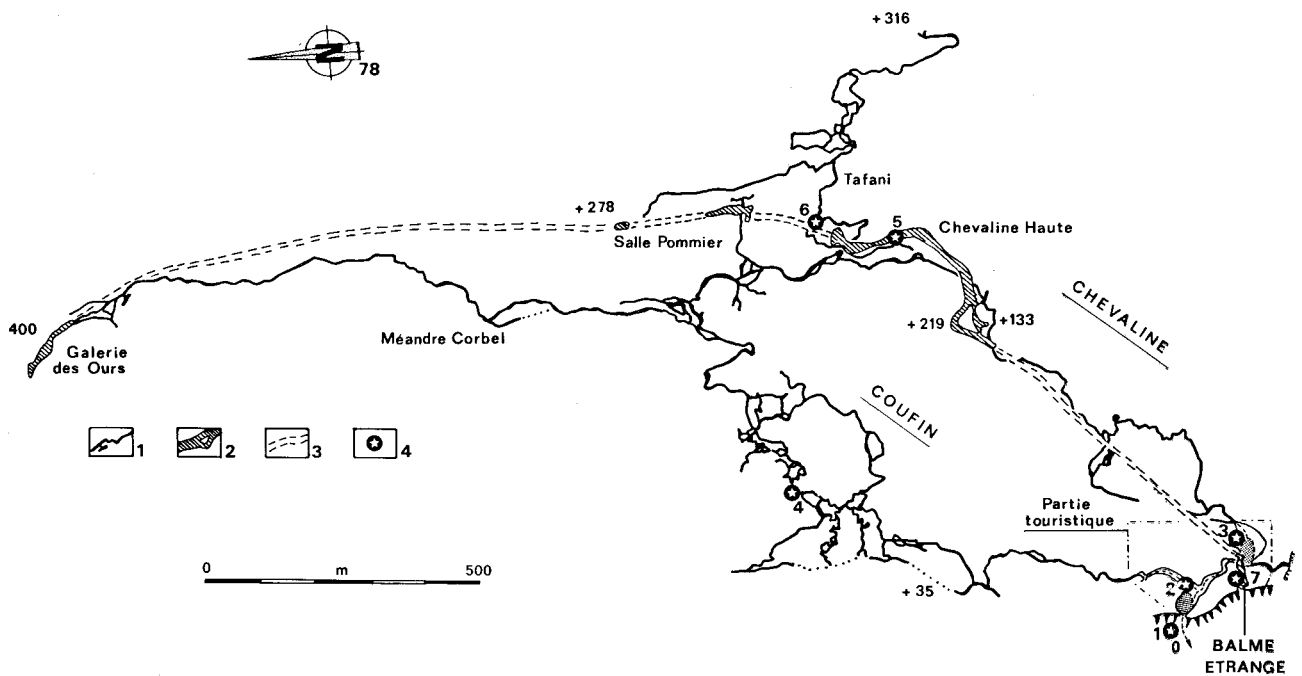 + 316
N
78
Tafani
+ 278
6
5
Salle Pommier
Chevaline Haute
400
Galerie
des Ours
Méandre Corbel
+ 219
+ 133
CHEVALINE
COUFIN
1
2
3
4
4
Partie
touristique
3
0
m
500
+ 35
2
7
1
0
BALME
ETRANGE